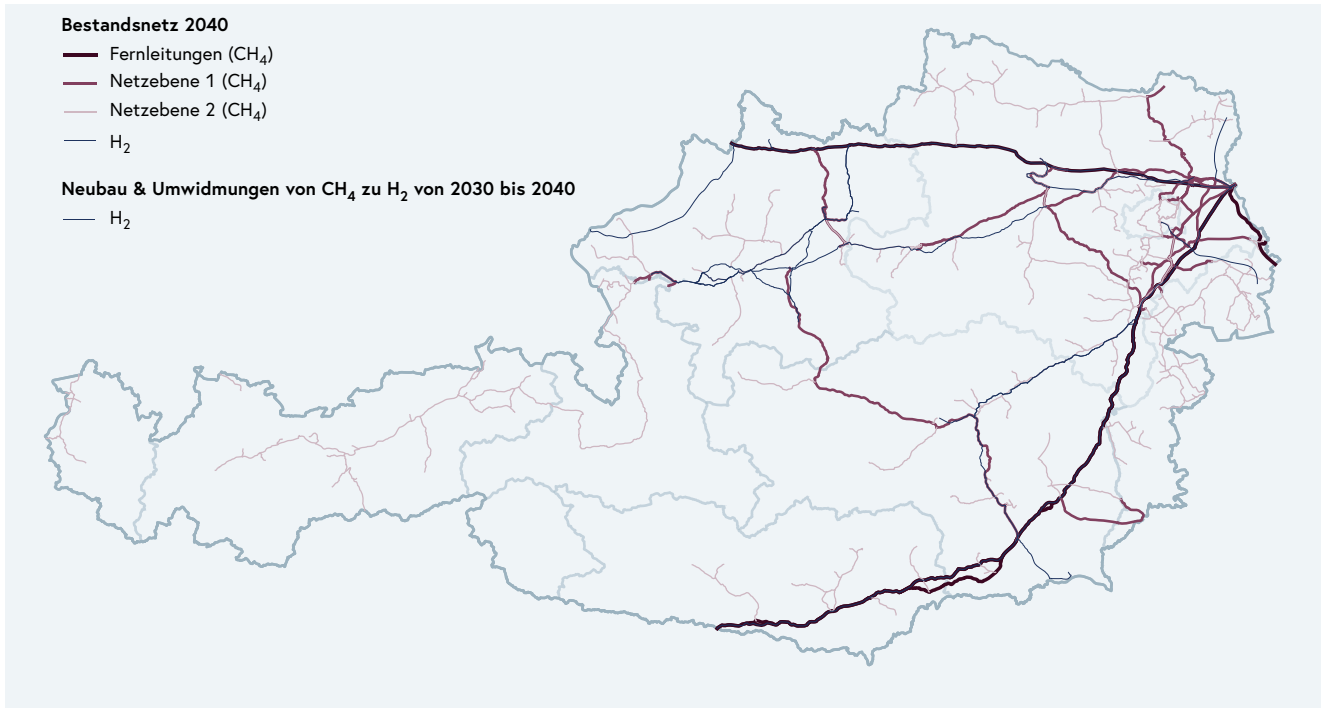 Bestandsnetz 2040
Fernleitungen (CH₄)
Netzebene 1 (CH₄)
Netzebene 2 (CH₄)
H₂
Neubau & Umwidmungen von CH₄ zu H₂ von 2030 bis 2040
H₂